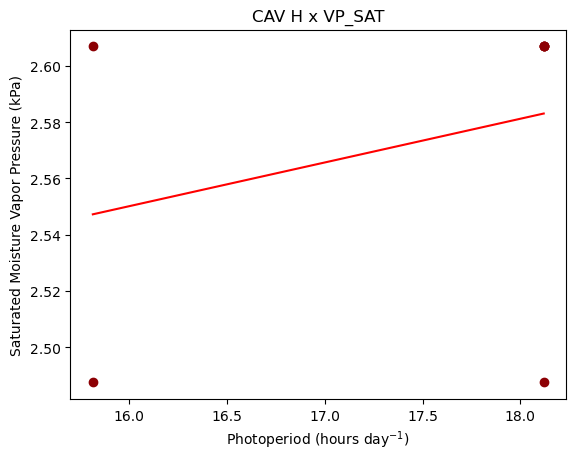 CAV H x VP_SAT
Saturated Moisture Vapor Pressure (kPa)
2.60
2.58
2.56
2.54
2.52
2.50
16.0 16.5 17.0 17.5 18.0
Photoperiod (hours day⁻¹)